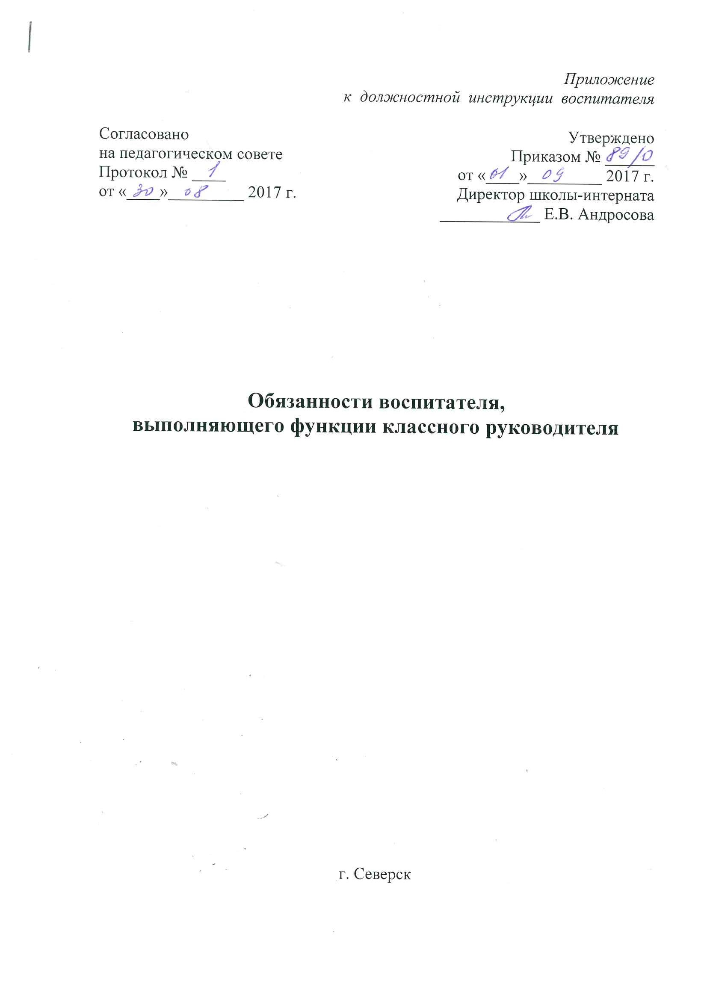 Приложение
к должностной инструкции воспитателя
Согласовано
на педагогическом совете
Протокол № 1
от «30» 08 2017 г.
Утверждено
Приказом № 89/0
от «01» 09 2017 г.
Директор школы-интерната
Е.В. Андросова
Обязанности воспитателя,
выполняющего функции классного руководителя
г. Северск